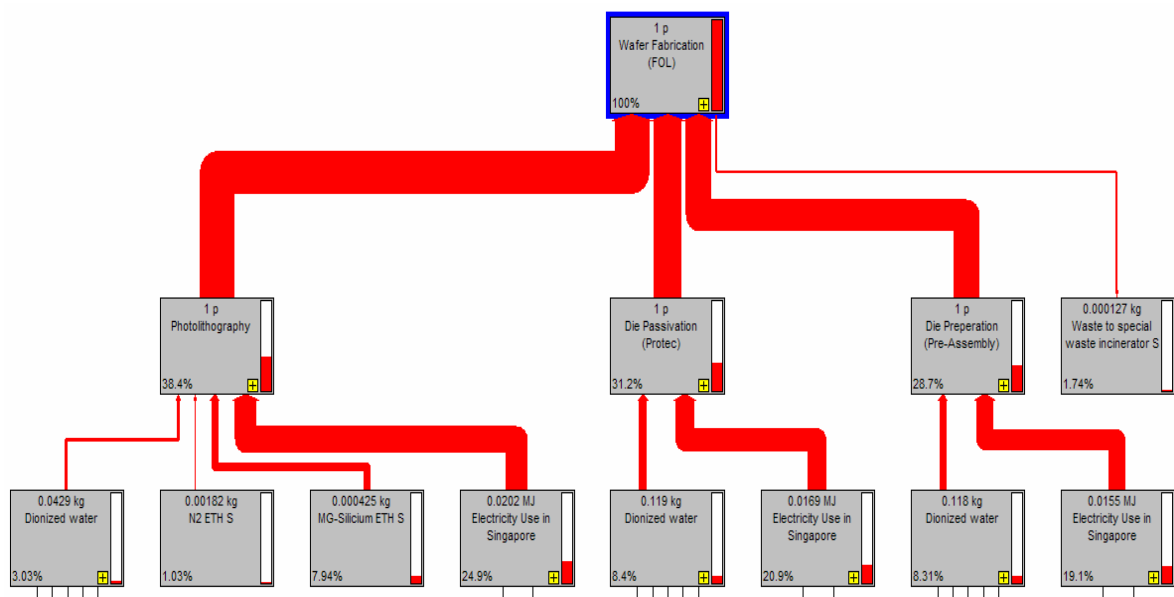 1 p
Wafer Fabrication
(FOL)
100%
1 p
Photolithography
38.4%
1 p
Die Passivation
(Protec)
31.2%
1 p
Die Preperation
(Pre-Assembly)
28.7%
0.000127 kg
Waste to special
waste incinerator S
1.74%
0.0429 kg
Dionized water
3.03%
0.00182 kg
N2 ETH S
1.03%
0.000425 kg
MG-Silicium ETH S
7.94%
0.0202 MJ
Electricity Use in
Singapore
24.9%
0.119 kg
Dionized water
8.4%
0.0169 MJ
Electricity Use in
Singapore
20.9%
0.118 kg
Dionized water
8.31%
0.0155 MJ
Electricity Use in
Singapore
19.1%